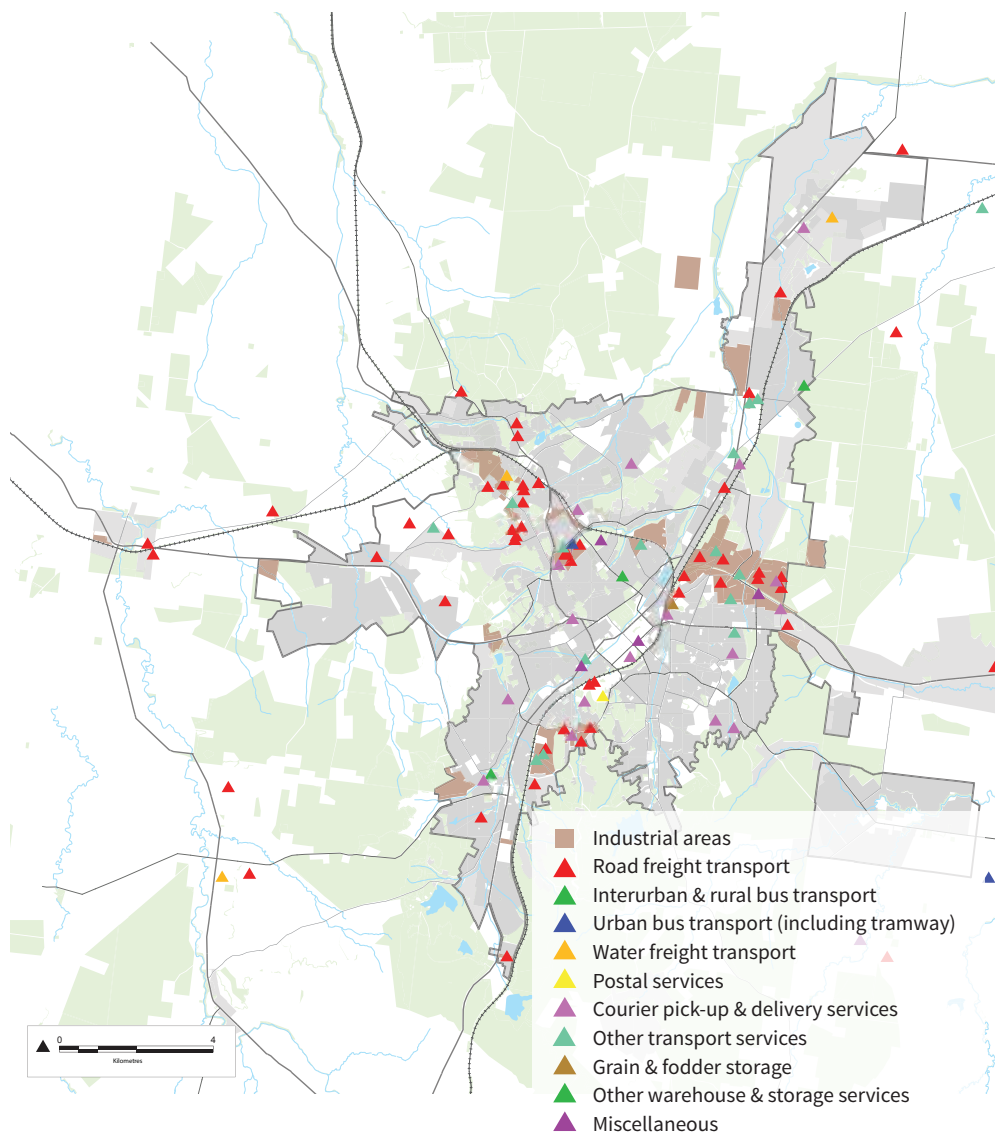 Industrial areas
Road freight transport
Interurban & rural bus transport
Urban bus transport (including tramway)
Water freight transport
Postal services
Courier pick-up & delivery services
Other transport services
Grain & fodder storage
Other warehouse & storage services
Miscellaneous
0 4
Kilometres